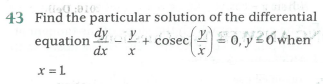 43 Find the particular solution of the differential
equation dy/dx - y/x + cosec(y/x) = 0, y = 0 when
x = 1.